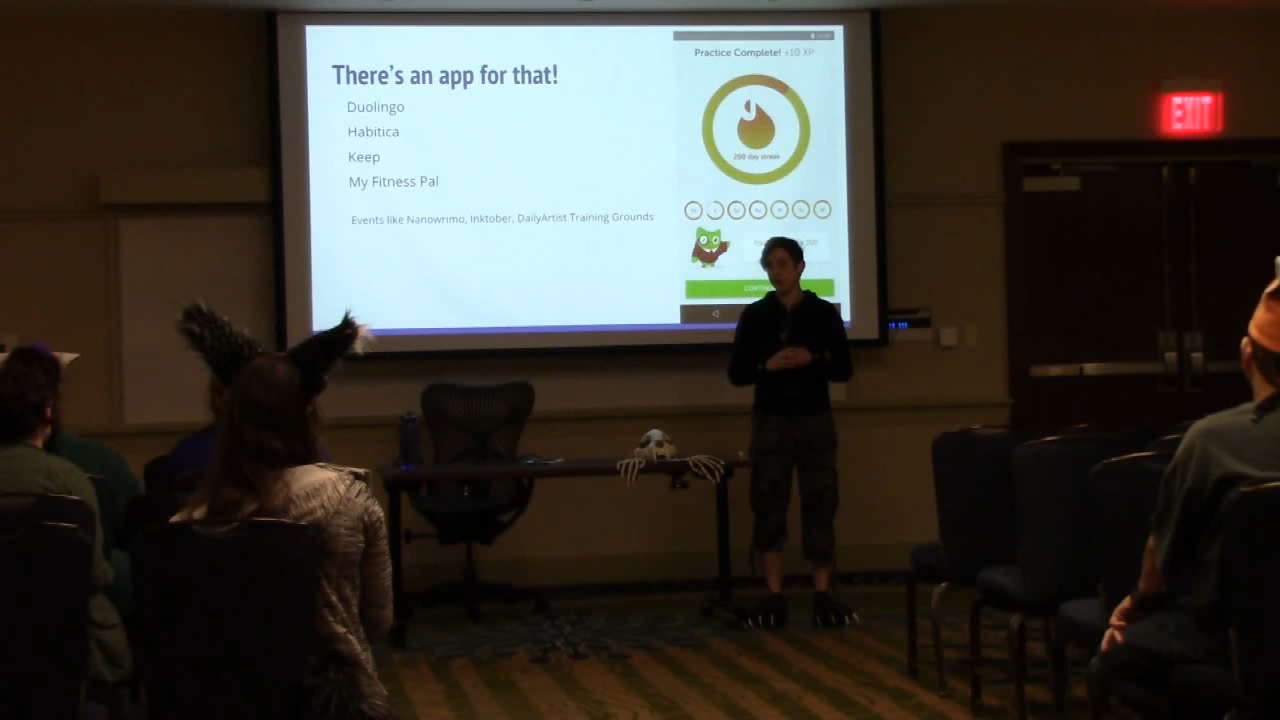 There's an app for that!
Duolingo
Habitica
Keep
My Fitness Pal
Events like Nanowrimo, Inktober, DailyArtist Training Grounds
Practice Complete! +10 XP
200 day streak
200
EXIT